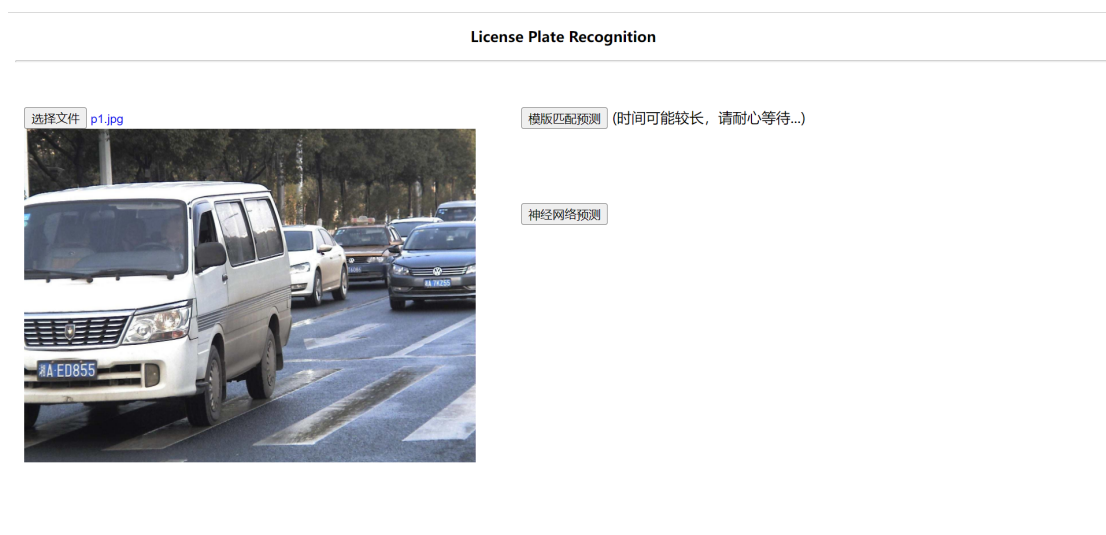 License Plate Recognition
选择文件 p1.jpg
模版匹配预测 (时间可能较长，请耐心等待...)
神经网络预测
湘A·ED855